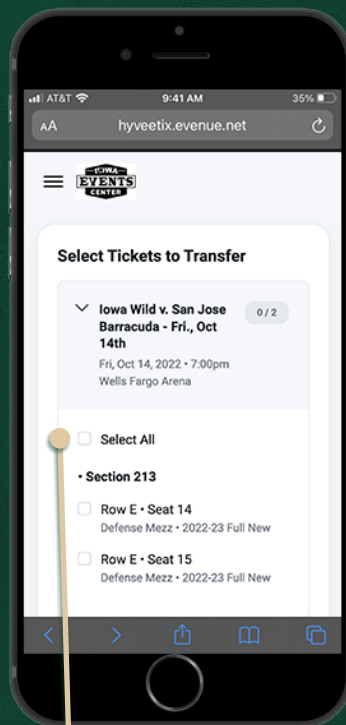 AT&T 9:41 AM 35%
AA hyveetix.evenue.net
IOWA
EVENTS
CENTER
Select Tickets to Transfer
Iowa Wild v. San Jose 0 / 2
Barracuda - Fri., Oct
14th
Fri, Oct 14, 2022 • 7:00pm
Wells Fargo Arena
Select All
• Section 213
Row E • Seat 14
Defense Mezz • 2022-23 Full New
Row E • Seat 15
Defense Mezz • 2022-23 Full New